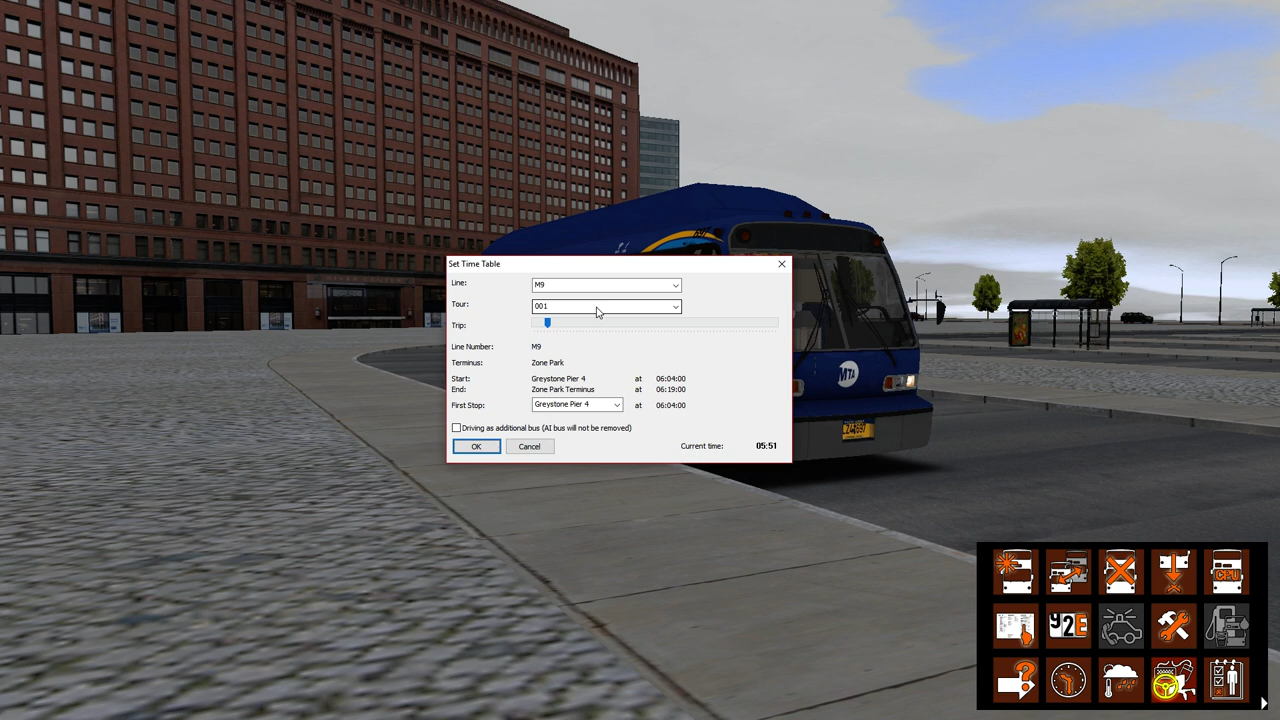 Set Time Table
Line: M9
Tour: 001
Trip:
Line Number: M9
Terminus: Zone Park
Start: Greystone Pier 4 at 06:04:00
End: Zone Park Terminus at 06:19:00
First Stop: Greystone Pier 4 at 06:04:00
Driving as additional bus (AI bus will not be removed)
OK Cancel Current time: 05:51
MTA
CPU
92E